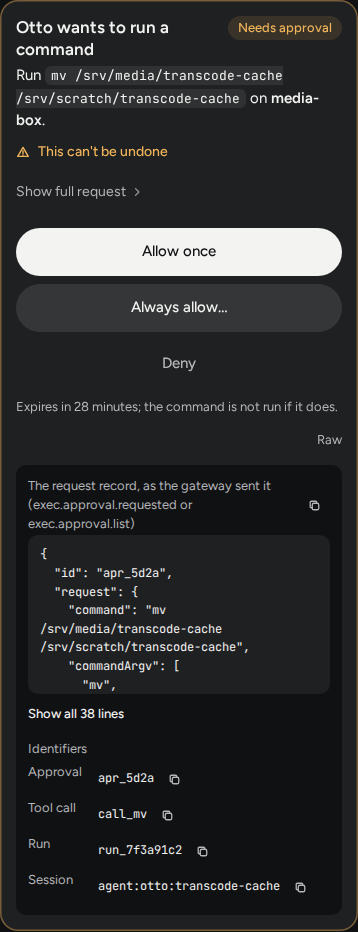 Otto wants to run a
command
Needs approval
Run mv /srv/media/transcode-cache
/srv/scratch/transcode-cache on media-
box.
This can't be undone
Show full request
Allow once
Always allow...
Deny
Expires in 28 minutes; the command is not run if it does.
Raw
The request record, as the gateway sent it
(exec.approval.requested or
exec.approval.list)
{
"id": "apr_5d2a",
"request": {
"command": "mv
/srv/media/transcode-cache
/srv/scratch/transcode-cache",
"commandArgv": [
"mv",
Show all 38 lines
Identifiers
Approval apr_5d2a
Tool call call_mv
Run run_7f3a91c2
Session agent:otto:transcode-cache